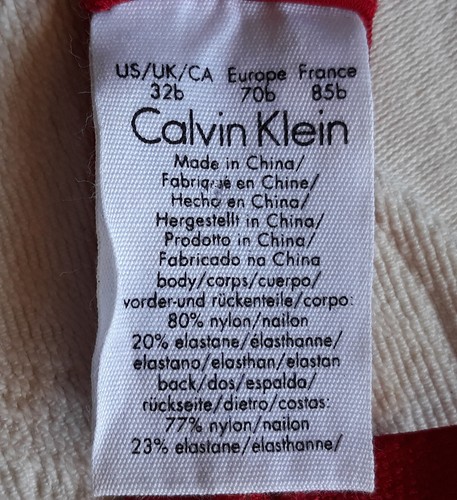 US/UK/CA Europe France
32b 70b 85b
Calvin Klein
Made in China/
Fabriqué en Chine/
Hecho en China/
Hergestellt in China/
Prodotto in China/
Fabricado na China
body/corps/cuerpo/
vorder-und rückenteile/corpo:
80% nylon/nailon
20% elastane/élasthanne/
elastano/elasthan/elastan
back/dos/espalda/
rückseite/dietro/costas:
77% nylon/nailon
23% elastane/élasthanne/